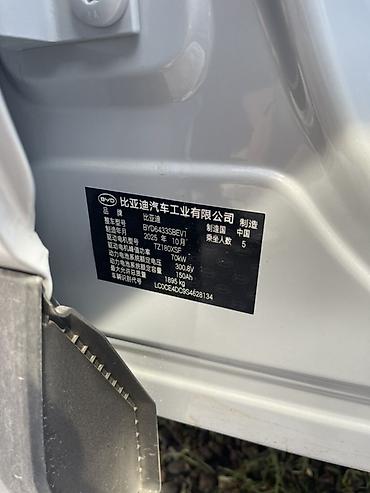 BYD 比亚迪汽车工业有限公司 制造
品牌 比亚迪 制造国 中国
整车型号 BYD6433SBEV1 乘坐人数 5
制造年月 2025 年 10 月
驱动电机型号 TZ180XSF
驱动电机峰值功率 70kW
动力电池系统额定电压 300.8V
动力电池系统额定容量 150Ah
最大允许总质量 1895 kg
车辆识别代号 LC0CE4DC9S4628134